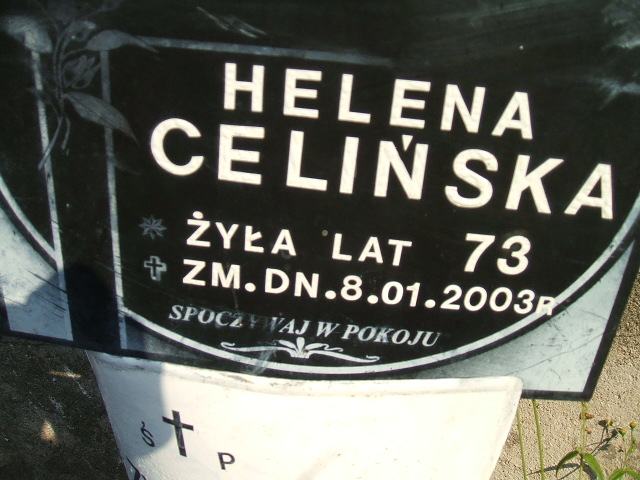 HELENA
CELIŃSKA
ŻYŁA LAT 73
ZM.DN.8.01.2003R
SPOCZYWAJ W POKOJU
Ś P